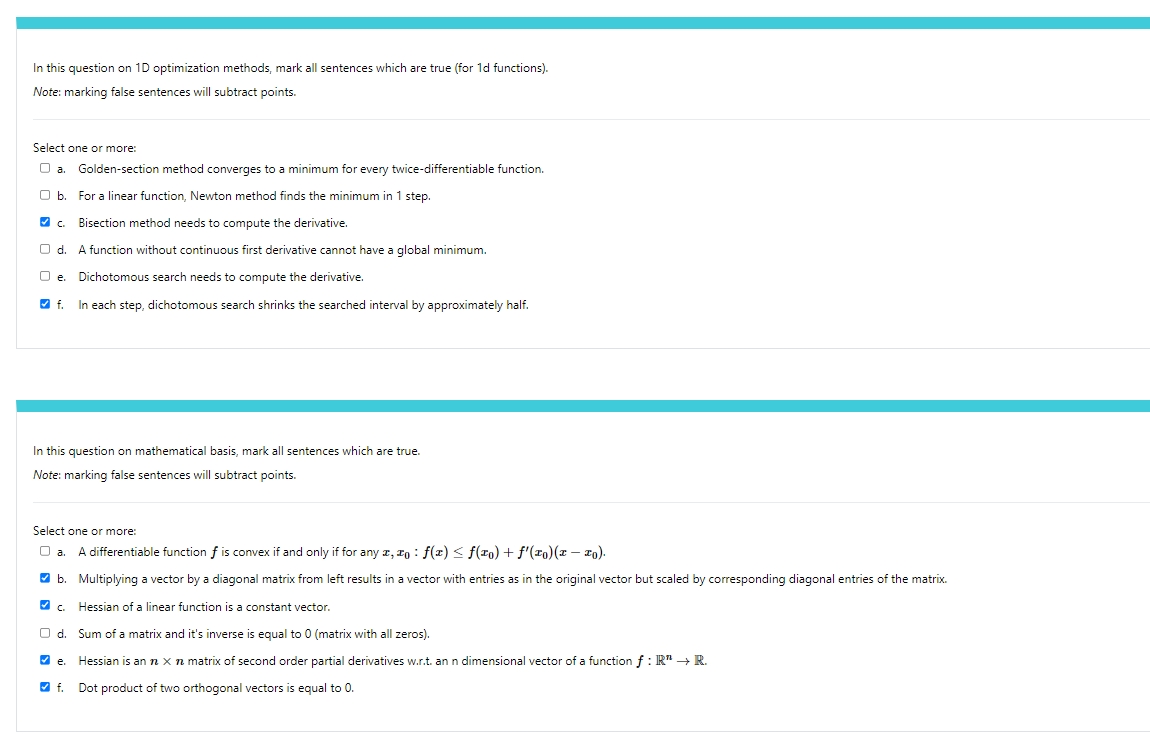 In this question on 1D optimization methods, mark all sentences which are true (for 1d functions).
Note: marking false sentences will subtract points.
Select one or more:
a. Golden-section method converges to a minimum for every twice-differentiable function.
b. For a linear function, Newton method finds the minimum in 1 step.
c. Bisection method needs to compute the derivative.
d. A function without continuous first derivative cannot have a global minimum.
e. Dichotomous search needs to compute the derivative.
f. In each step, dichotomous search shrinks the searched interval by approximately half.
In this question on mathematical basis, mark all sentences which are true.
Note: marking false sentences will subtract points.
Select one or more:
a. A differentiable function f is convex if and only if for any x, x₀ : f(x) ≤ f(x₀) + f′(x₀)(x − x₀).
b. Multiplying a vector by a diagonal matrix from left results in a vector with entries as in the original vector but scaled by corresponding diagonal entries of the matrix.
c. Hessian of a linear function is a constant vector.
d. Sum of a matrix and it's inverse is equal to 0 (matrix with all zeros).
e. Hessian is an n × n matrix of second order partial derivatives w.r.t. an n dimensional vector of a function f : ℝⁿ → ℝ.
f. Dot product of two orthogonal vectors is equal to 0.